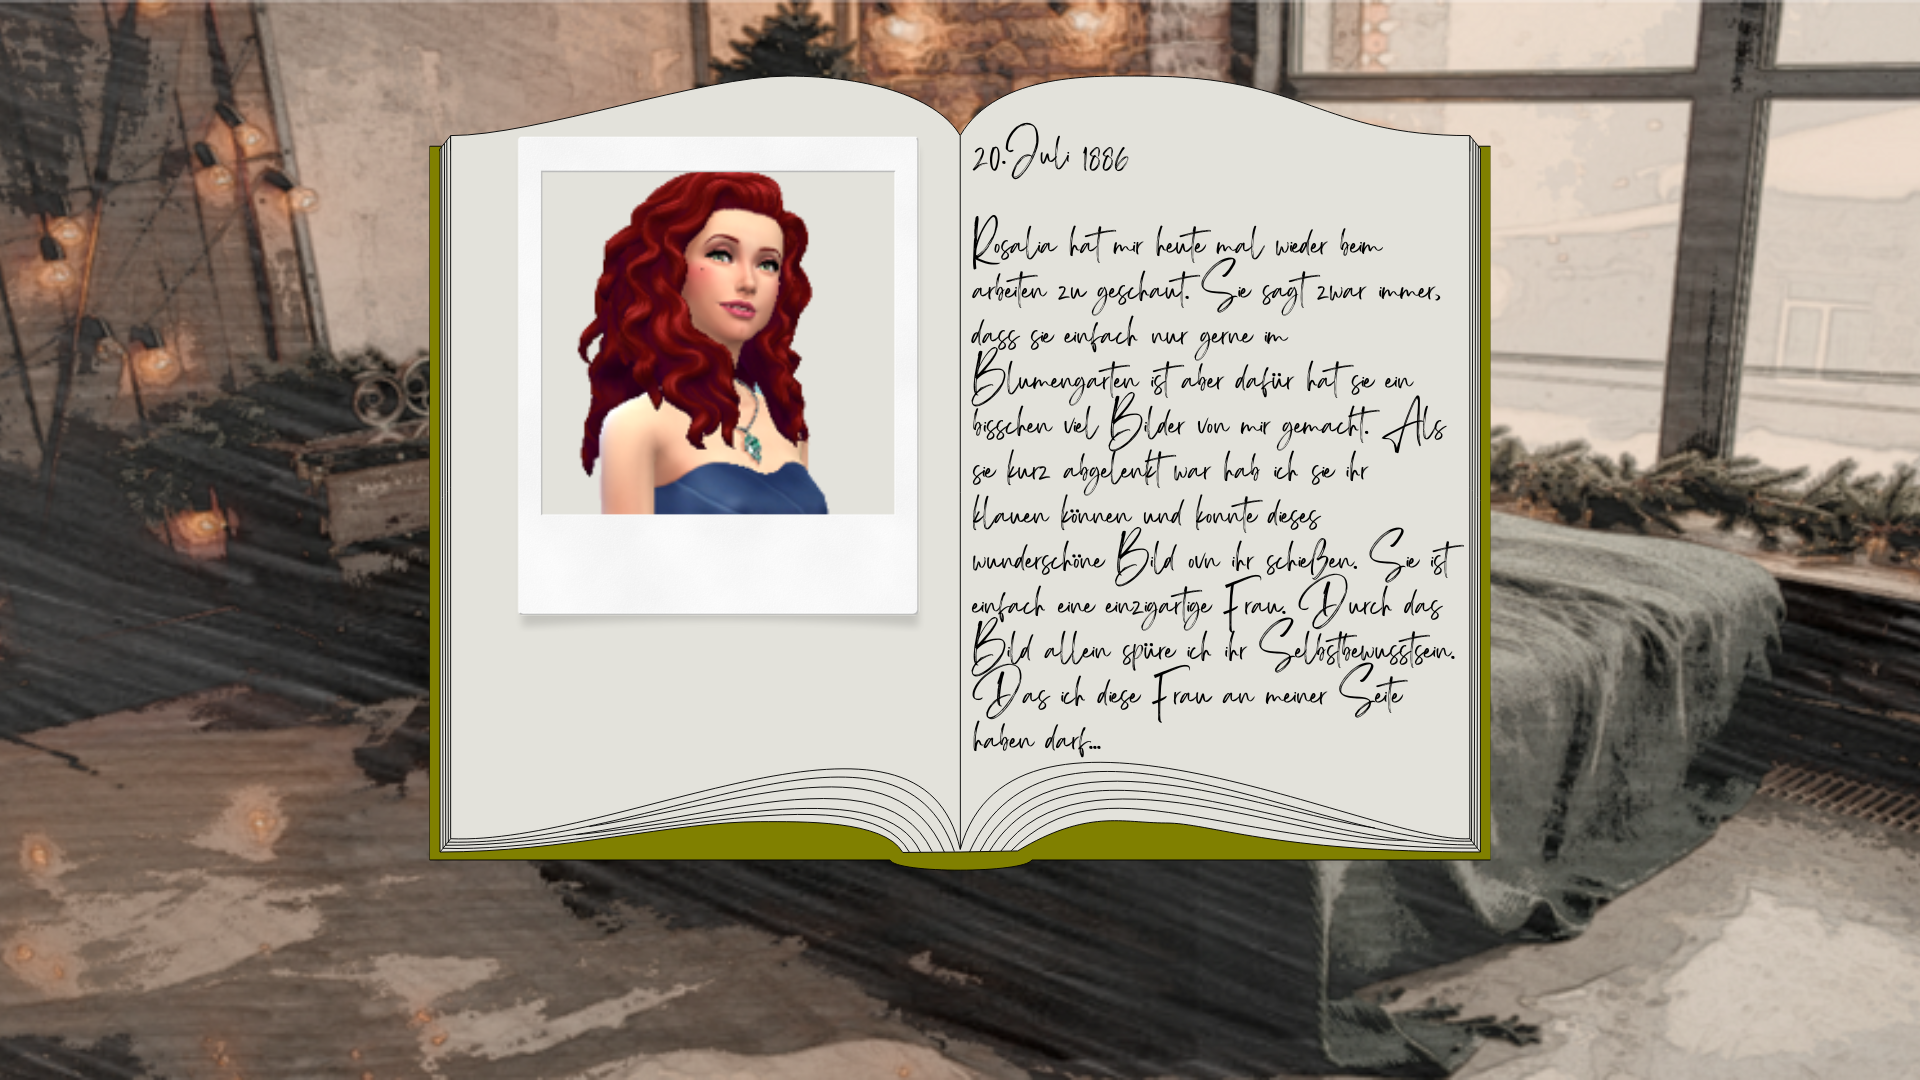 20. Juli 1886
Rosalia hat mir heute mal wieder beim
arbeiten zu geschaut. Sie sagt zwar immer,
dass sie einfach nur gerne im
Blumengarten ist aber dafür hat sie ein
bisschen viel Bilder von mir gemacht. Als
sie kurz abgelenkt war hab ich sie ihr
klauen können und konnte dieses
wunderschöne Bild ovn ihr schießen. Sie ist
einfach eine einzigartige Frau. Durch das
Bild allein spüre ich ihr Selbstbewusstsein.
Das ich diese Frau an meiner Seite
haben darf...